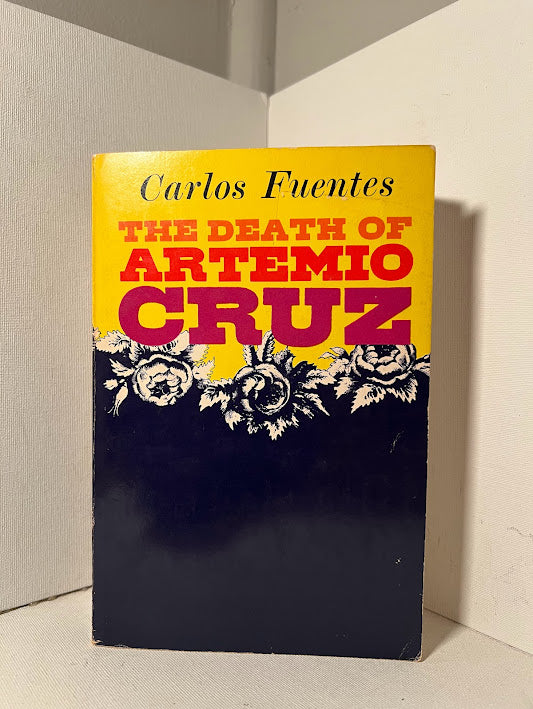 Carlos Fuentes
THE DEATH OF
ARTEMIO
CRUZ